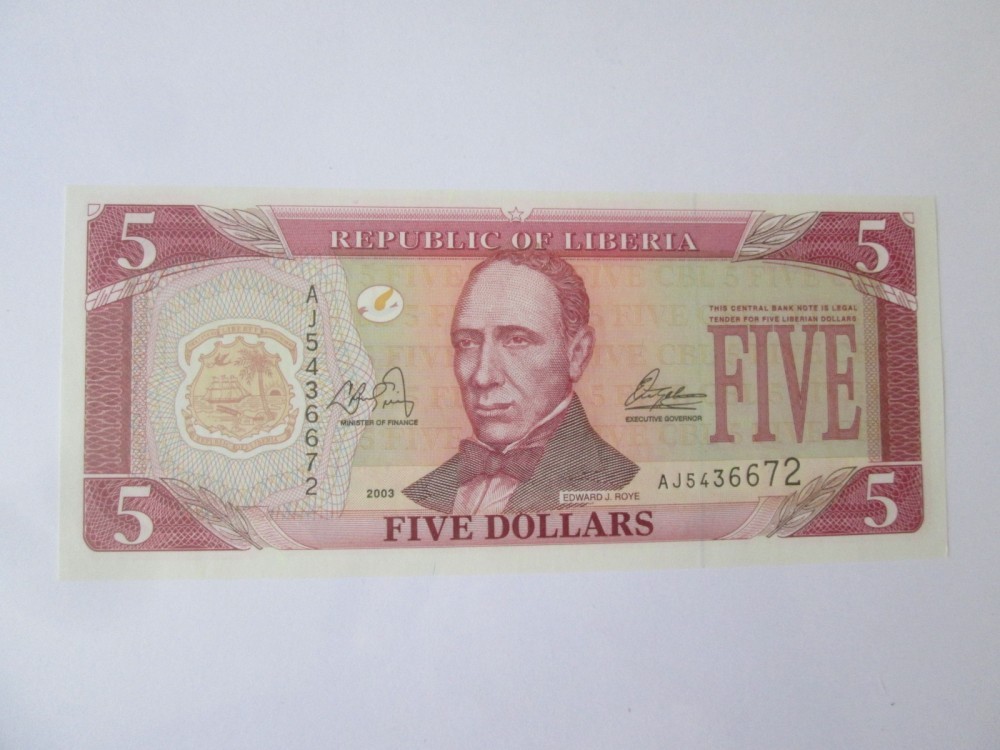 5
REPUBLIC OF LIBERIA
5
THIS CENTRAL BANK NOTE IS LEGAL
TENDER FOR FIVE LIBERIAN DOLLARS
FIVE
AJ5436672
MINISTER OF FINANCE
EXECUTIVE GOVERNOR
AJ5436672
2003
EDWARD J. ROYE
5
FIVE DOLLARS
5